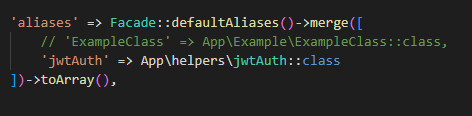 'aliases' => Facade::defaultAliases()->merge([
// 'ExampleClass' => App\Example\ExampleClass::class,
'jwtAuth' => App\helpers\jwtAuth::class
])->toArray(),